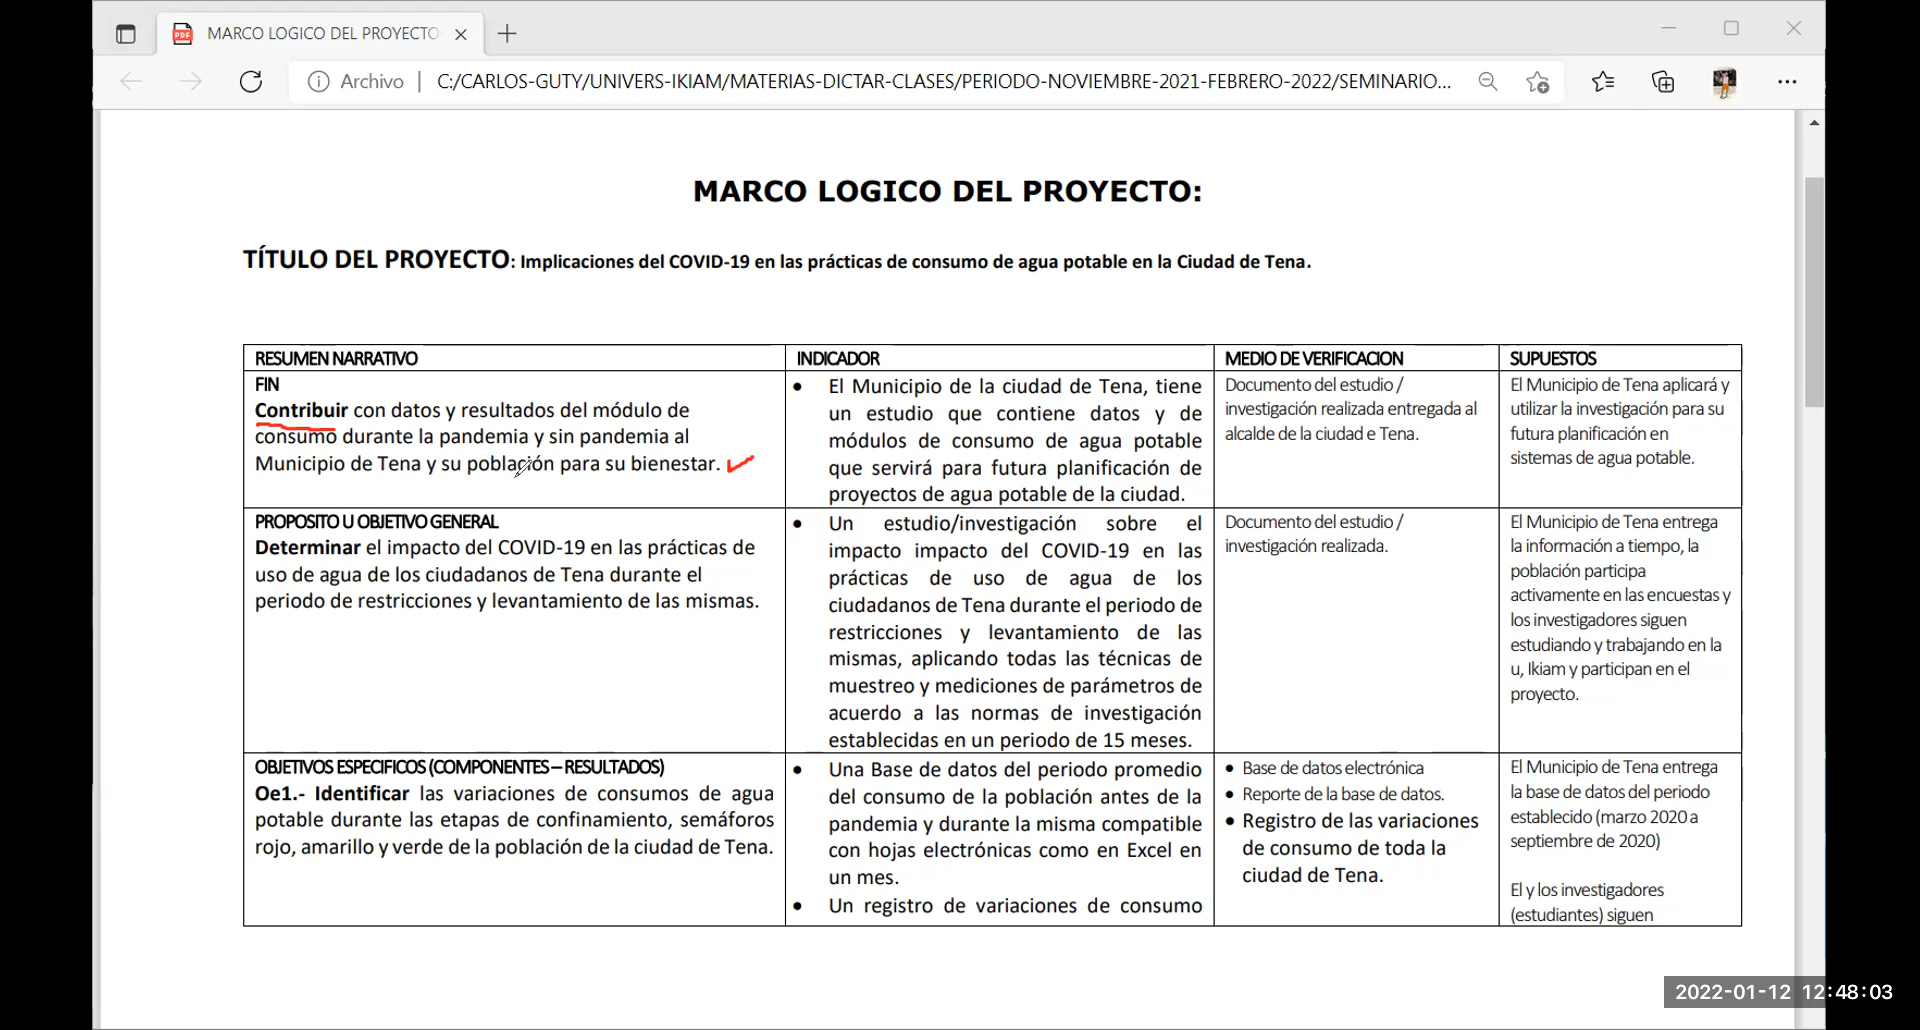 MARCO LOGICO DEL PROYECTO
Archivo | C:/CARLOS-GUTY/UNIVERS-IKIAM/MATERIAS-DICTAR-CLASES/PERIODO-NOVIEMBRE-2021-FEBRERO-2022/SEMINARIO...
MARCO LOGICO DEL PROYECTO:
TÍTULO DEL PROYECTO: Implicaciones del COVID-19 en las prácticas de consumo de agua potable en la Ciudad de Tena.
RESUMEN NARRATIVO
INDICADOR
MEDIO DE VERIFICACION
SUPUESTOS
FIN
Contribuir con datos y resultados del módulo de
consumo durante la pandemia y sin pandemia al
Municipio de Tena y su población para su bienestar.
• El Municipio de la ciudad de Tena, tiene
un estudio que contiene datos y de
módulos de consumo de agua potable
que servirá para futura planificación de
proyectos de agua potable de la ciudad.
Documento del estudio /
investigación realizada entregada al
alcalde de la ciudad e Tena.
El Municipio de Tena aplicará y
utilizar la investigación para su
futura planificación en
sistemas de agua potable.
PROPOSITO U OBJETIVO GENERAL
Determinar el impacto del COVID-19 en las prácticas de
uso de agua de los ciudadanos de Tena durante el
periodo de restricciones y levantamiento de las mismas.
• Un estudio/investigación sobre el
impacto impacto del COVID-19 en las
prácticas de uso de agua de los
ciudadanos de Tena durante el periodo de
restricciones y levantamiento de las
mismas, aplicando todas las técnicas de
muestreo y mediciones de parámetros de
acuerdo a las normas de investigación
establecidas en un periodo de 15 meses.
Documento del estudio /
investigación realizada.
El Municipio de Tena entrega
la información a tiempo, la
población participa
activamente en las encuestas y
los investigadores siguen
estudiando y trabajando en la
u, Ikiam y participan en el
proyecto.
OBJETIVOS ESPECIFICOS (COMPONENTES – RESULTADOS)
Oe1.- Identificar las variaciones de consumos de agua
potable durante las etapas de confinamiento, semáforos
rojo, amarillo y verde de la población de la ciudad de Tena.
• Una Base de datos del periodo promedio
del consumo de la población antes de la
pandemia y durante la misma compatible
con hojas electrónicas como en Excel en
un mes.
• Un registro de variaciones de consumo
• Base de datos electrónica
• Reporte de la base de datos.
• Registro de las variaciones
de consumo de toda la
ciudad de Tena.
El Municipio de Tena entrega
la base de datos del periodo
establecido (marzo 2020 a
septiembre de 2020)
El y los investigadores
(estudiantes) siguen
2022-01-12 12:48:03